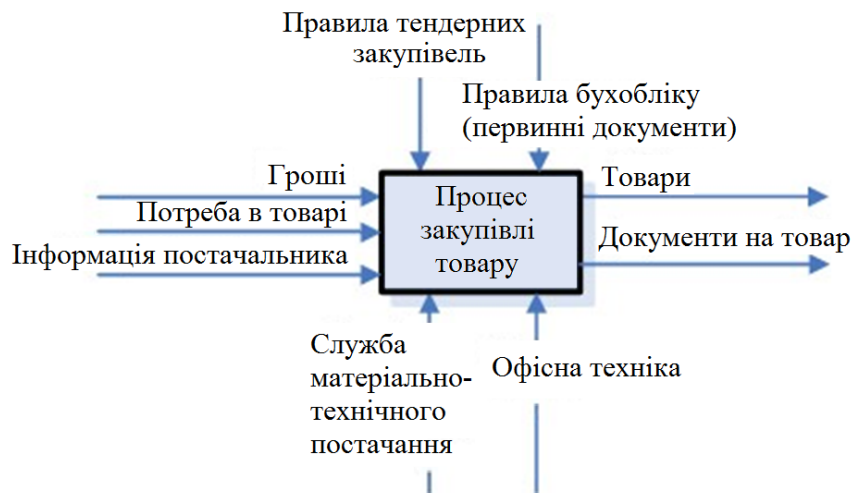 Правила тендерних
закупівель
Правила бухобліку
(первинні документи)
Гроші
Потреба в товарі
Інформація постачальника
Процес
закупівлі
товару
Товари
Документи на товар
Служба
матеріально-
технічного
постачання
Офісна техніка